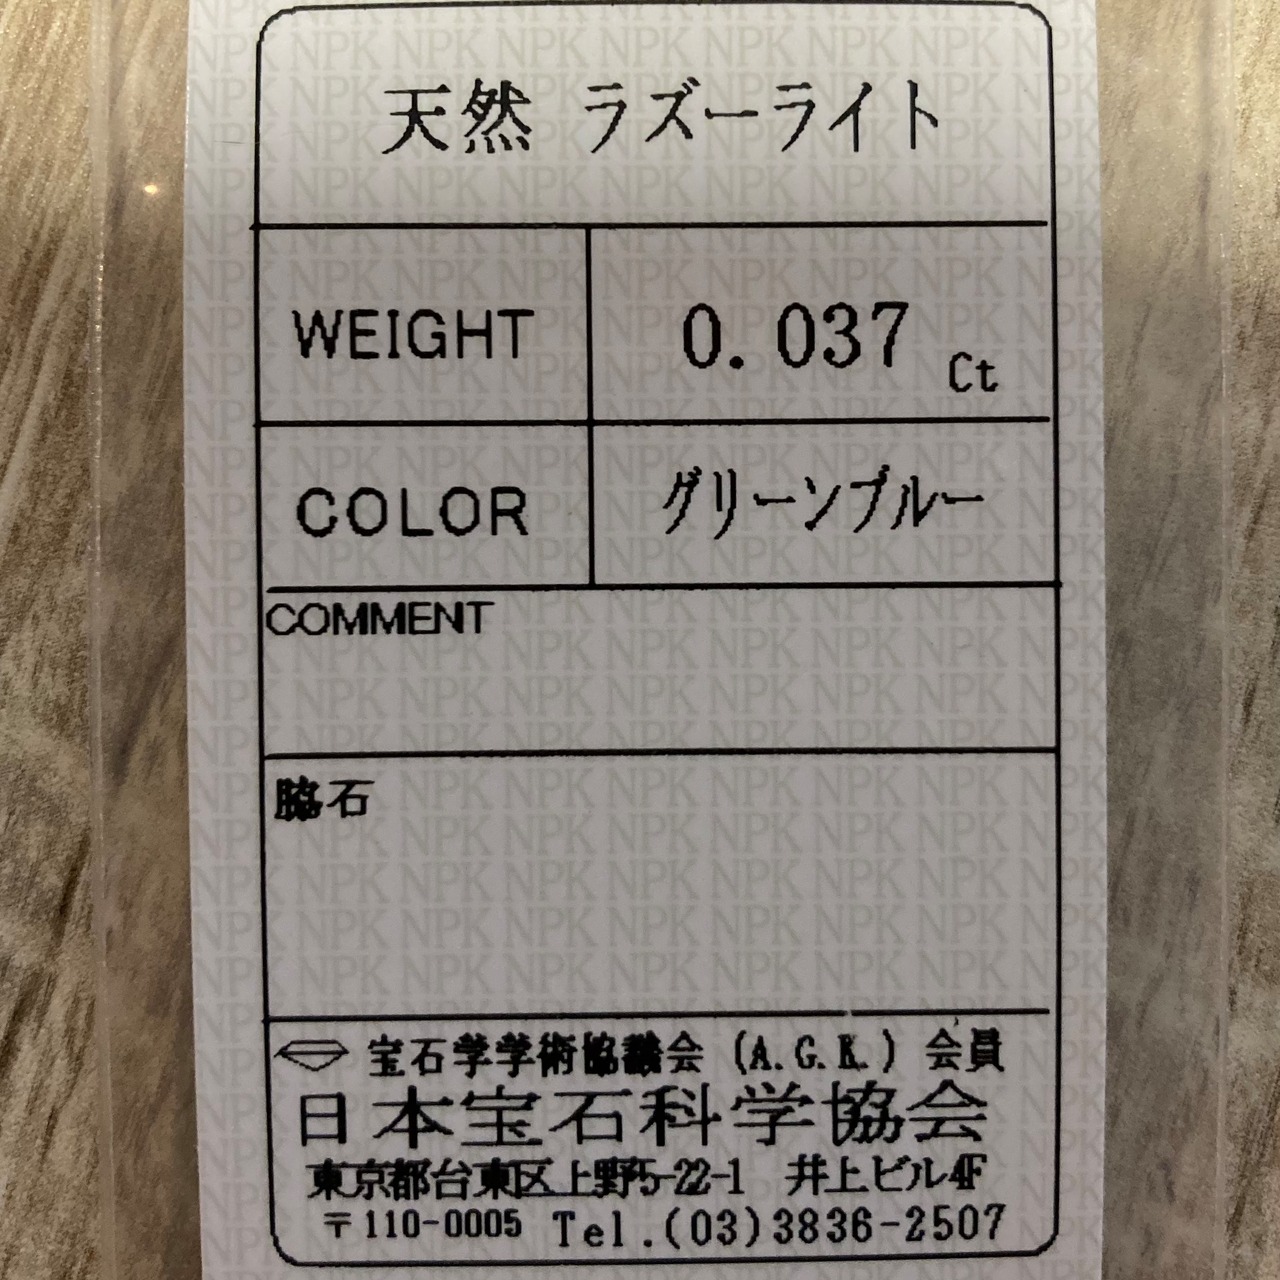 天然 ラズーライト
WEIGHT 0.037 Ct
COLOR グリーンブルー
COMMENT
脇石
宝石学学術協議会 (A.G.K.) 会員
日本宝石科学協会
東京都台東区上野5-22-1 井上ビル4F
〒110-0005 Tel.(03)3836-2507